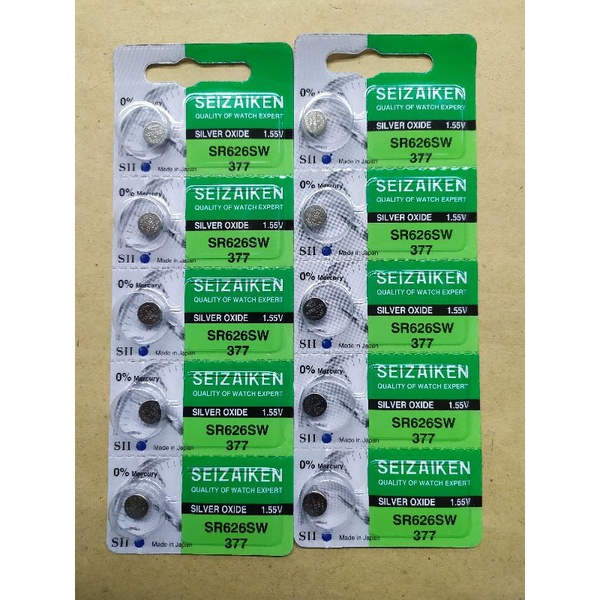 0% Mercury
SEIZAIKEN
QUALITY OF WATCH EXPERT
SILVER OXIDE 1.55V
SR626SW
377
SII Made in Japan
0% Mercury
SEIZAIKEN
QUALITY OF WATCH EXPERT
SILVER OXIDE 1.55V
SR626SW
377
SII Made in Japan
0% Mercury
SEIZAIKEN
QUALITY OF WATCH EXPERT
SILVER OXIDE 1.55V
SR626SW
377
SII Made in Japan
0% Mercury
SEIZAIKEN
QUALITY OF WATCH EXPERT
SILVER OXIDE 1.55V
SR626SW
377
SII Made in Japan
0% Mercury
SEIZAIKEN
QUALITY OF WATCH EXPERT
SILVER OXIDE 1.55V
SR626SW
377
SII Made in Japan
0% Mercury
SEIZAIKEN
QUALITY OF WATCH EXPERT
SILVER OXIDE 1.55V
SR626SW
377
SII Made in Japan
0% Mercury
SEIZAIKEN
QUALITY OF WATCH EXPERT
SILVER OXIDE 1.55V
SR626SW
377
SII Made in Japan
0% Mercury
SEIZAIKEN
QUALITY OF WATCH EXPERT
SILVER OXIDE 1.55V
SR626SW
377
SII Made in Japan
0% Mercury
SEIZAIKEN
QUALITY OF WATCH EXPERT
SILVER OXIDE 1.55V
SR626SW
377
SII Made in Japan
0% Mercury
SEIZAIKEN
QUALITY OF WATCH EXPERT
SILVER OXIDE 1.55V
SR626SW
377
SII Made in Japan